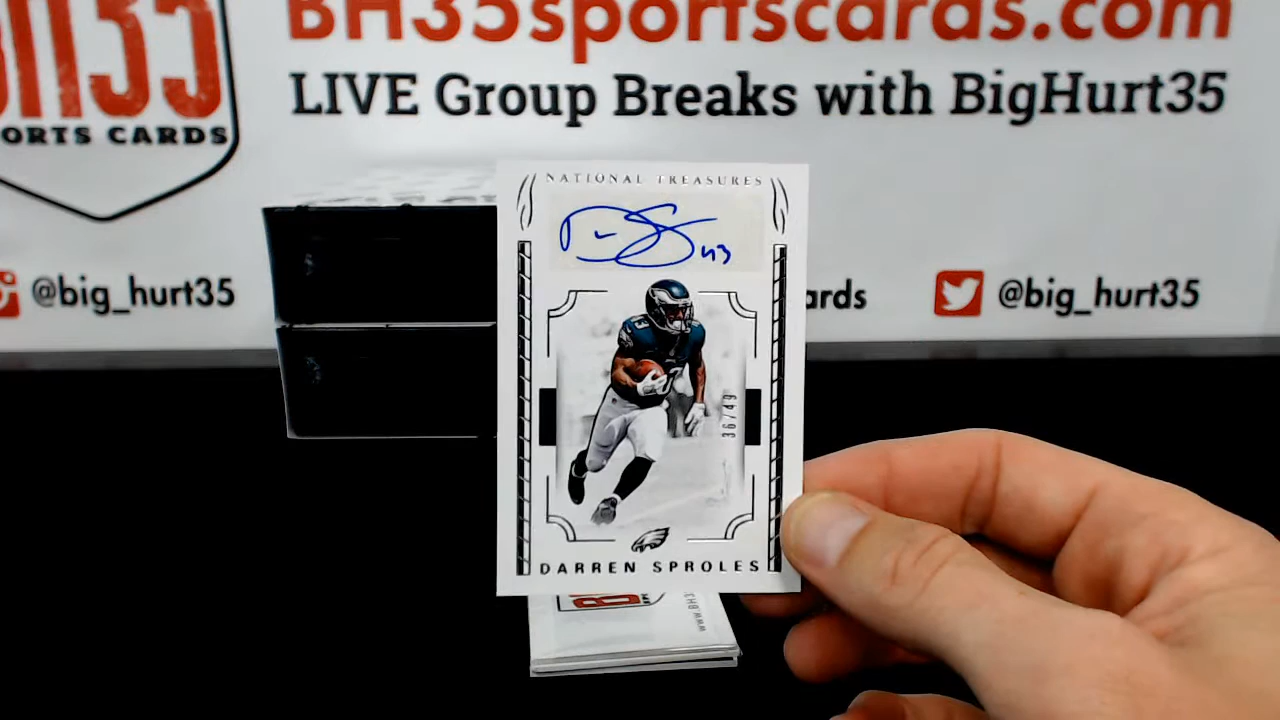 BH35sportscards.com
LIVE Group Breaks with BigHurt35
BH35
ORTS CARDS
@big_hurt35
ards
@big_hurt35
NATIONAL TREASURES
43
36/49
DARREN SPROLES